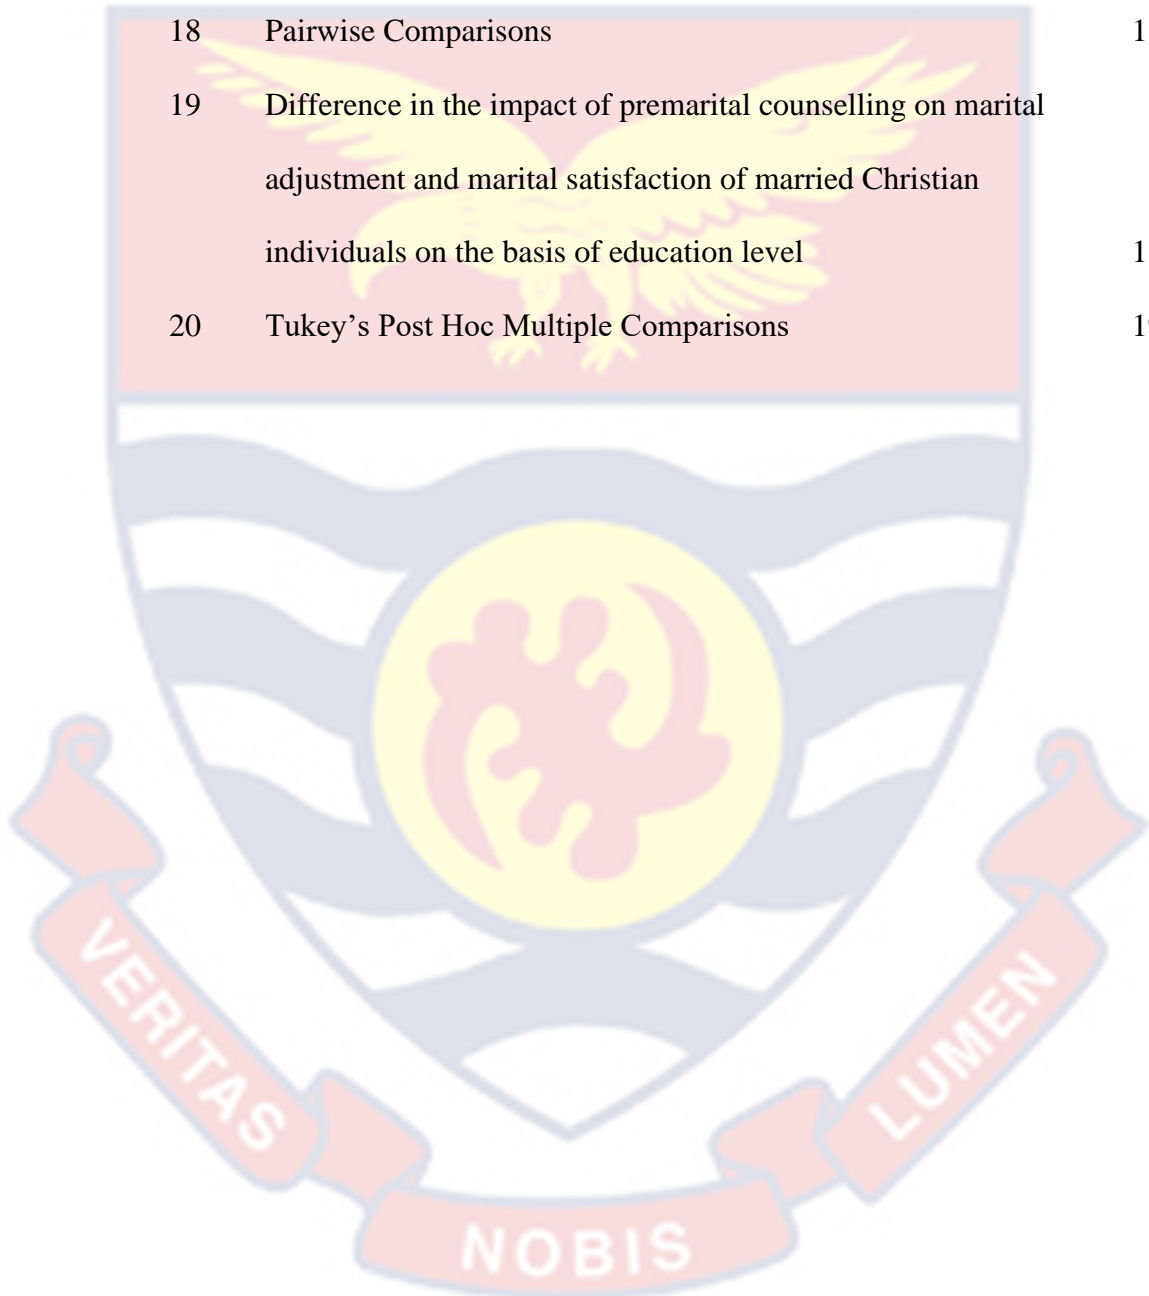 18 Pairwise Comparisons 1
19 Difference in the impact of premarital counselling on marital
adjustment and marital satisfaction of married Christian
individuals on the basis of education level 1
20 Tukey’s Post Hoc Multiple Comparisons 1
VERITAS
NOBIS
LUMEN